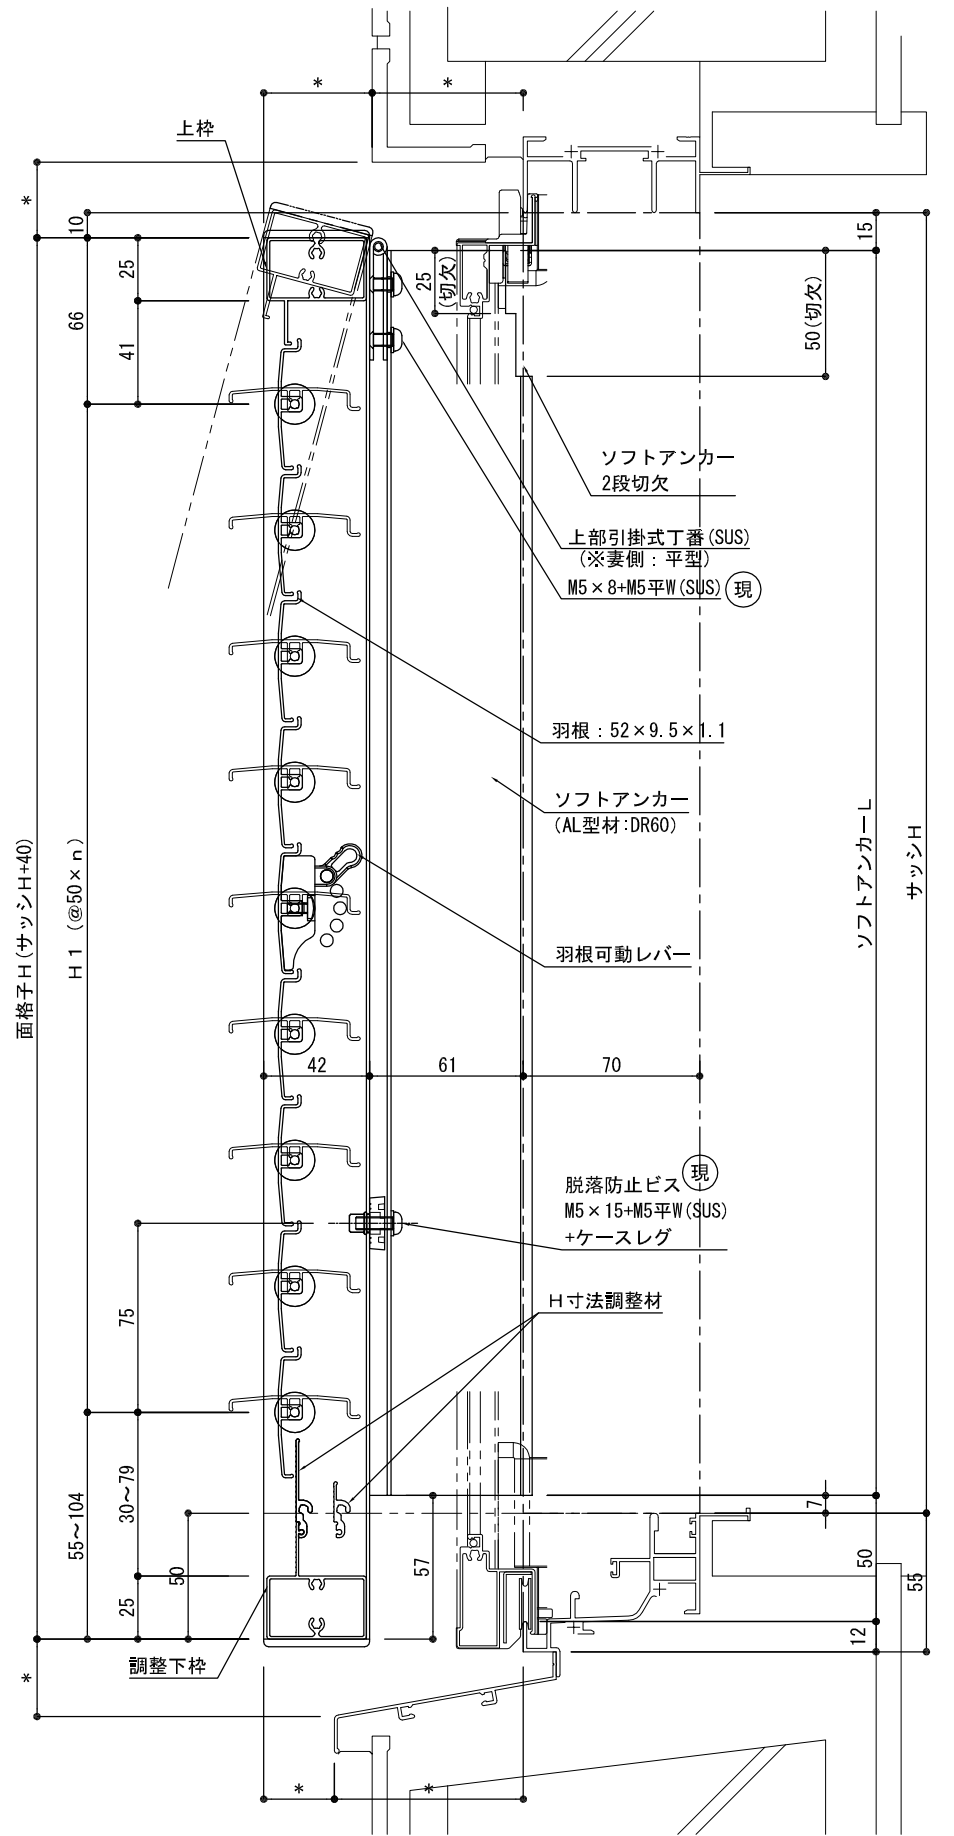 *
*
上枠
*
10
25
66
41
15
25
(切欠)
50(切欠)
ソフトアンカー
2段切欠
上部引掛式丁番(SUS)
(※妻側:平型)
M5×8+M5平W(SUS)
現
羽根:52×9.5×1.1
ソフトアンカー
(AL型材:DR60)
面格子H(サッシH+40)
H1 (@50×n)
ソフトアンカーL
サッシH
羽根可動レバー
42
61
70
現
脱落防止ビス
M5×15+M5平W(SUS)
+ケースレグ
H寸法調整材
75
30~79
55~104
50
25
57
7
50
55
12
調整下枠
*
*
*